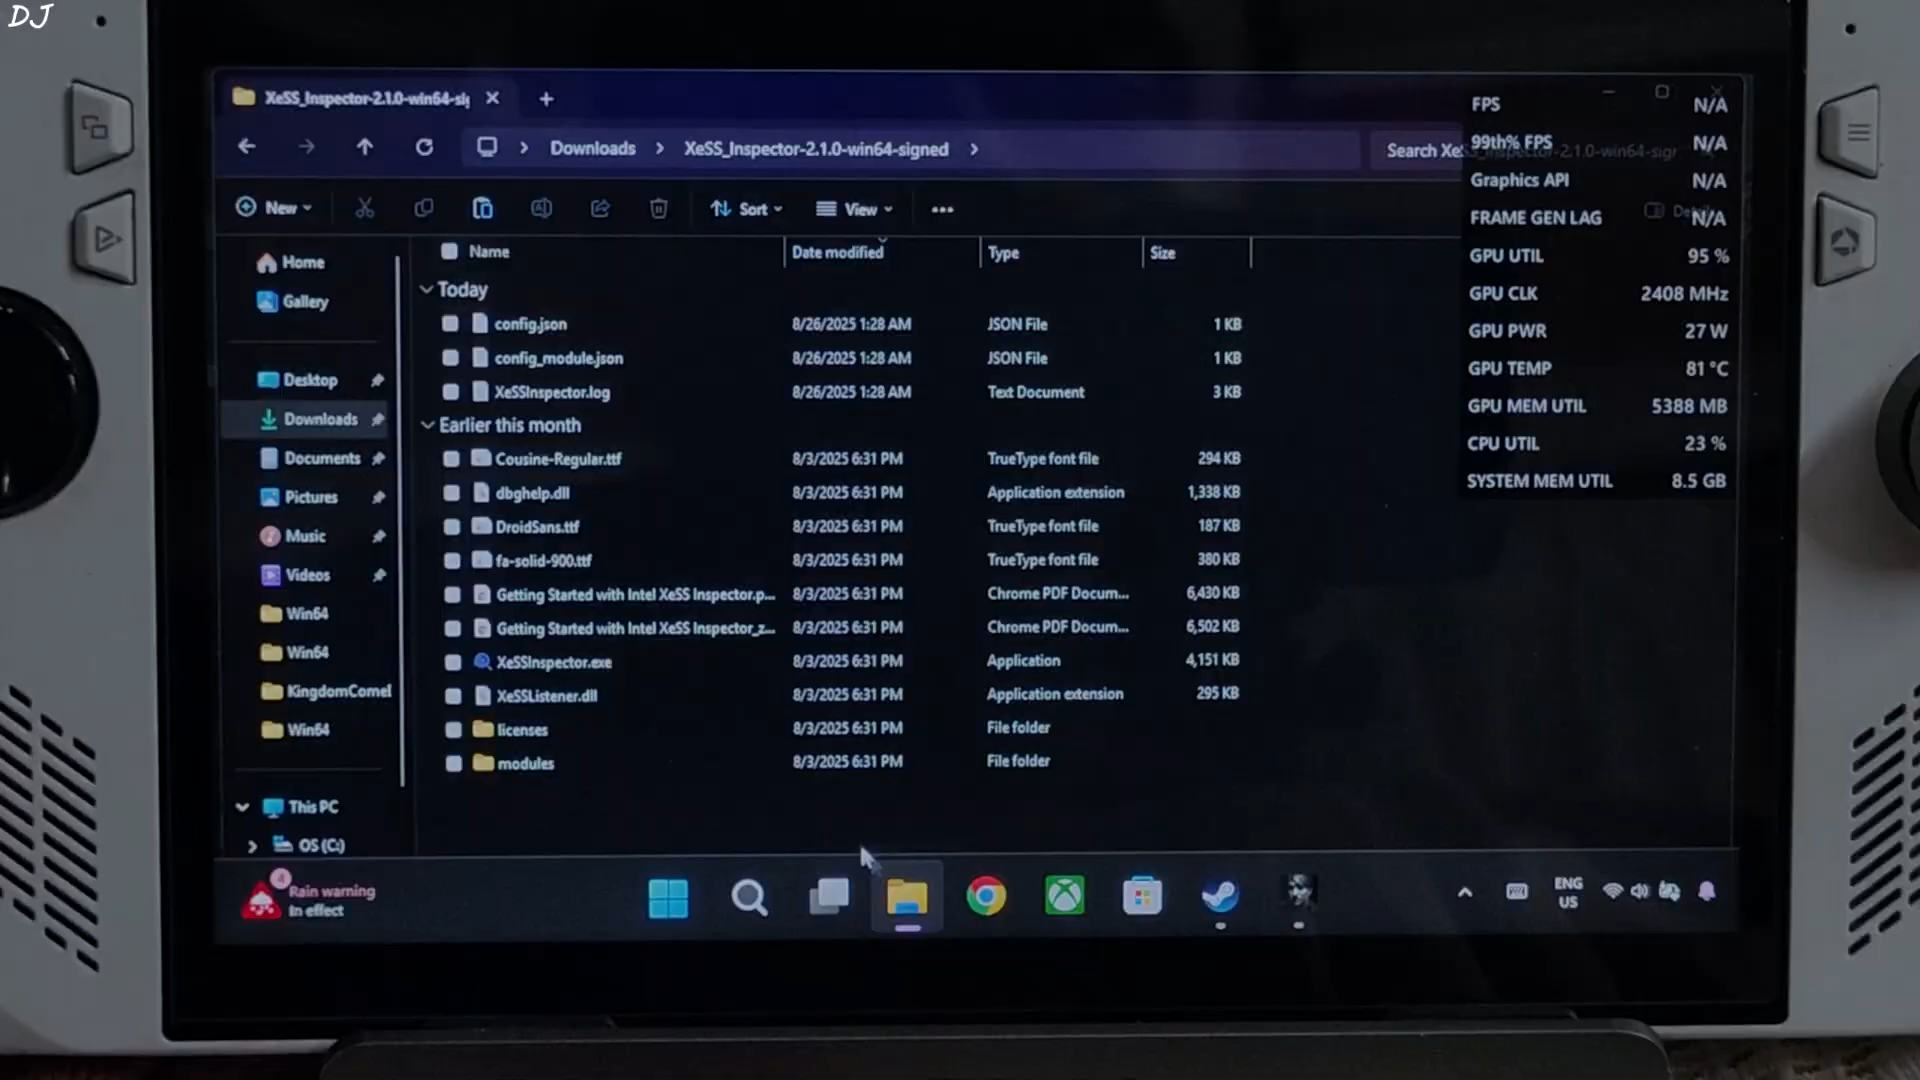 DJ
XeSS_Inspector-2.1.0-win64-si
Downloads > XeSS_Inspector-2.1.0-win64-signed >
Search XeSS_Inspector-2.1.0-win64-sigr
New
Sort
View
Details
Home
Gallery
Desktop
Downloads
Documents
Pictures
Music
Videos
Win64
Win64
KingdomComel
Win64
This PC
OS (C:)
Name Date modified Type Size
Today
config.json 8/26/2025 1:28 AM JSON File 1 KB
config_module.json 8/26/2025 1:28 AM JSON File 1 KB
XeSSInspector.log 8/26/2025 1:28 AM Text Document 3 KB
Earlier this month
Cousine-Regular.ttf 8/3/2025 6:31 PM TrueType font file 294 KB
dbghelp.dll 8/3/2025 6:31 PM Application extension 1,338 KB
DroidSans.ttf 8/3/2025 6:31 PM TrueType font file 187 KB
fa-solid-900.ttf 8/3/2025 6:31 PM TrueType font file 380 KB
Getting Started with Intel XeSS Inspector.p... 8/3/2025 6:31 PM Chrome PDF Docum... 6,430 KB
Getting Started with Intel XeSS Inspector_z... 8/3/2025 6:31 PM Chrome PDF Docum... 6,502 KB
XeSSInspector.exe 8/3/2025 6:31 PM Application 4,151 KB
XeSSListener.dll 8/3/2025 6:31 PM Application extension 295 KB
licenses 8/3/2025 6:31 PM File folder
modules 8/3/2025 6:31 PM File folder
FPS N/A
99th% FPS N/A
Graphics API N/A
FRAME GEN LAG N/A
GPU UTIL 95 %
GPU CLK 2408 MHz
GPU PWR 27 W
GPU TEMP 81 °C
GPU MEM UTIL 5388 MB
CPU UTIL 23 %
SYSTEM MEM UTIL 8.5 GB
4
Rain warning
In effect
ENG
US